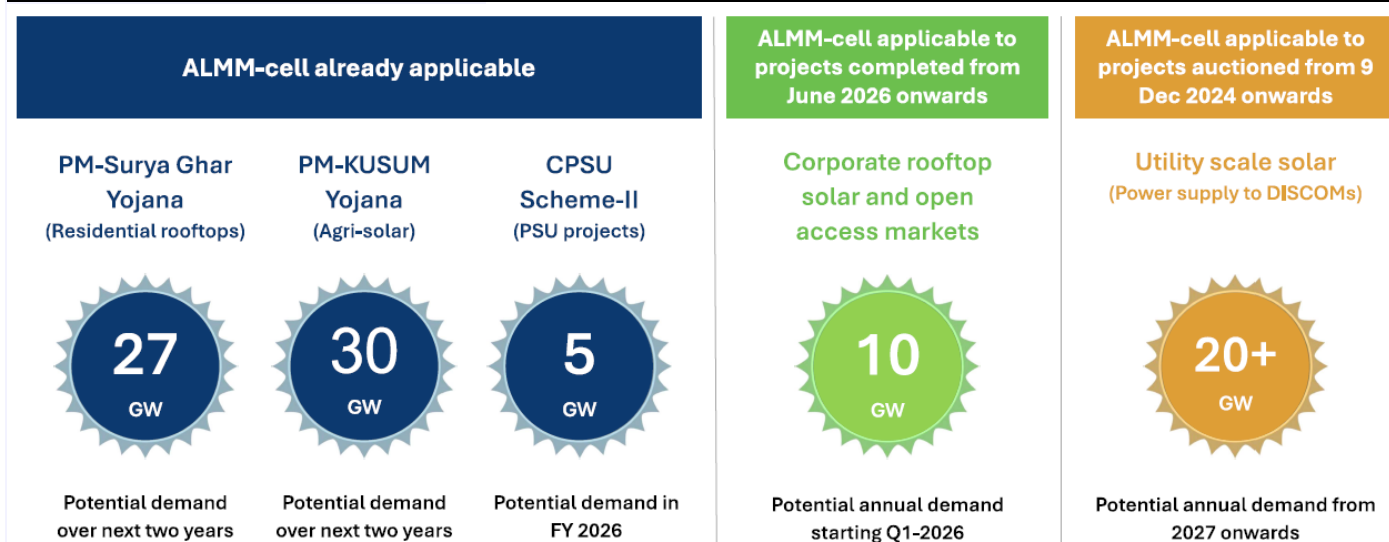 ALMM-cell already applicable
PM-Surya Ghar
Yojana
(Residential rooftops)
27
GW
Potential demand
over next two years
PM-KUSUM
Yojana
(Agri-solar)
30
GW
Potential demand
over next two years
CPSU
Scheme-II
(PSU projects)
5
GW
Potential demand in
FY 2026
ALMM-cell applicable to
projects completed from
June 2026 onwards
Corporate rooftop
solar and open
access markets
10
GW
Potential annual demand
starting Q1-2026
ALMM-cell applicable to
projects auctioned from 9
Dec 2024 onwards
Utility scale solar
(Power supply to DISCOMs)
20+
GW
Potential annual demand from
2027 onwards